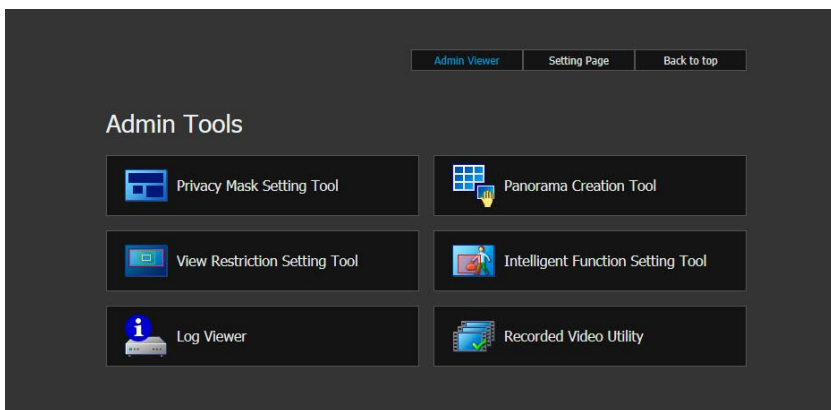 Admin Viewer Setting Page Back to top
Admin Tools
Privacy Mask Setting Tool Panorama Creation Tool
View Restriction Setting Tool Intelligent Function Setting Tool
i Log Viewer Recorded Video Utility